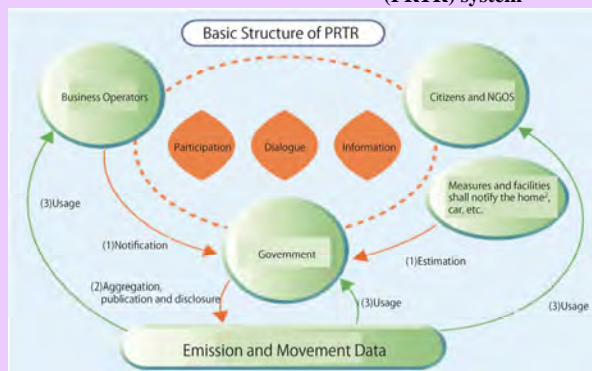 (PRTR) system
Basic Structure of PRTR
Business Operators
Citizens and NGOS
Participation
Dialogue
Information
Measures and facilities
shall notify the home²,
car, etc.
(3)Usage
(1)Notification
Government
(1)Estimation
(2)Aggregation,
publication and disclosure
(3)Usage
(3)Usage
Emission and Movement Data